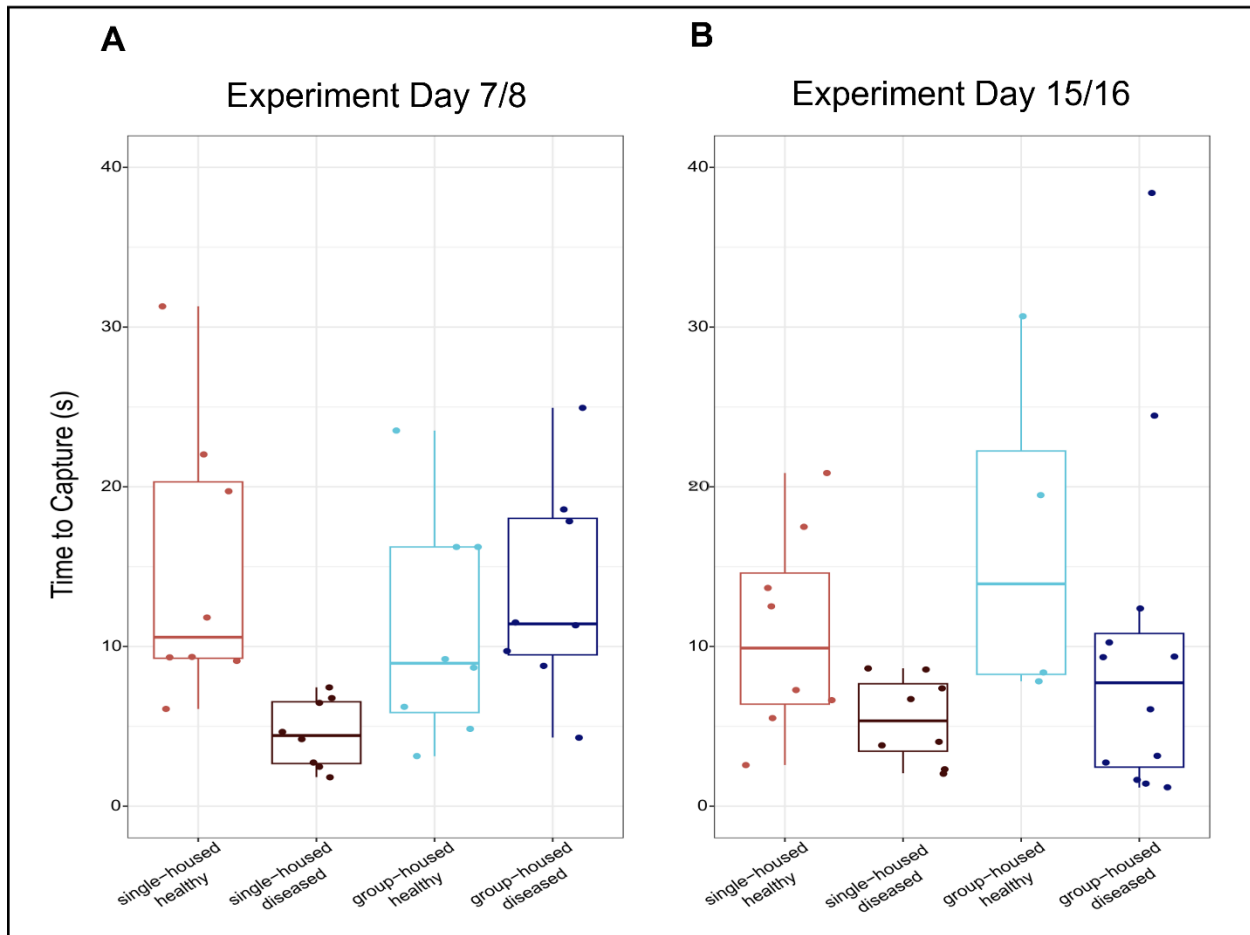 A
B
Experiment Day 7/8
Experiment Day 15/16
Time to Capture (s)
40
30
20
10
0
single-housed
healthy
single-housed
diseased
group-housed
healthy
group-housed
diseased
40
30
20
10
0
single-housed
healthy
single-housed
diseased
group-housed
healthy
group-housed
diseased